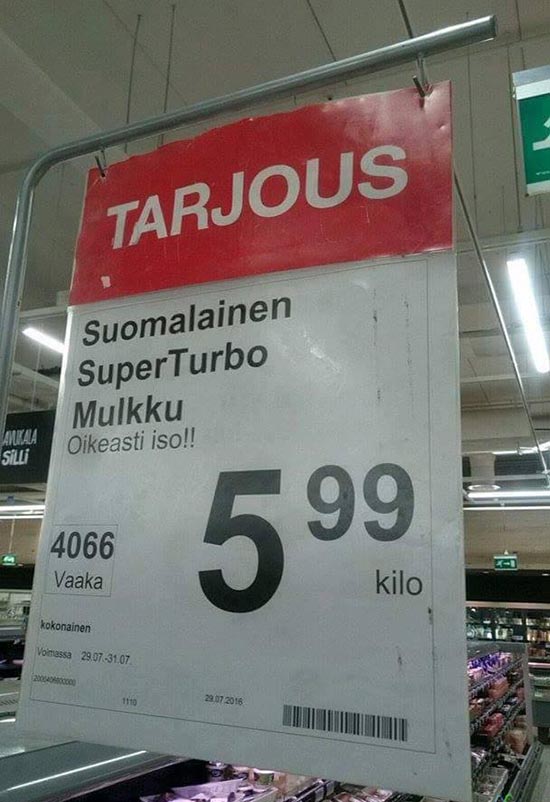 TARJOUS
Suomalainen
SuperTurbo
Mulkku
Oikeasti iso!!
5 99
4066
Vaaka
kilo
kokonainen
Voimassa 29.07.-31.07.
1110
29.07.2016
SILLI